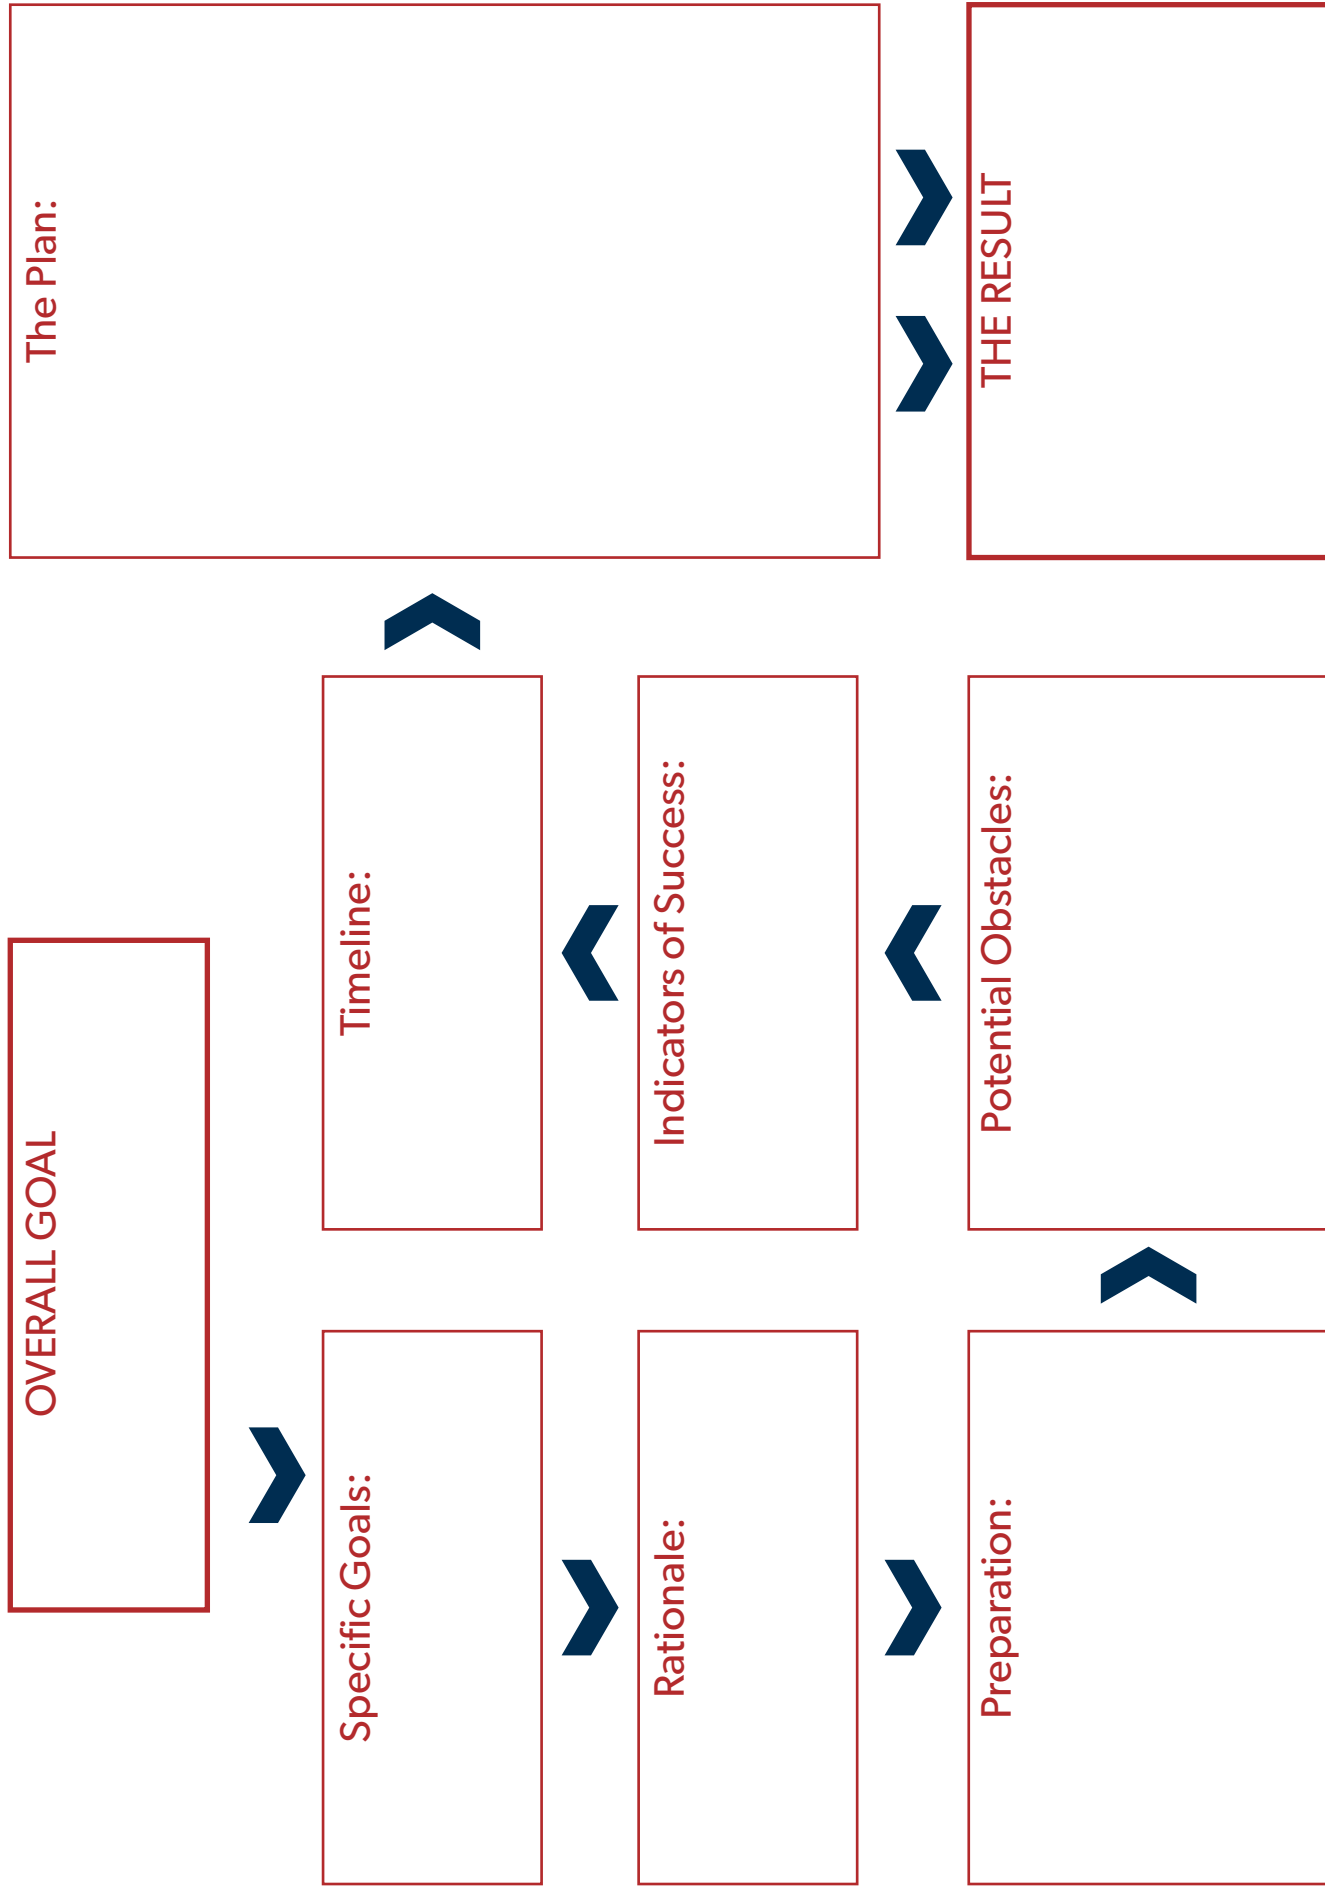 OVERALL GOAL
Specific Goals:
Rationale:
Preparation:
Potential Obstacles:
Indicators of Success:
Timeline:
The Plan:
THE RESULT